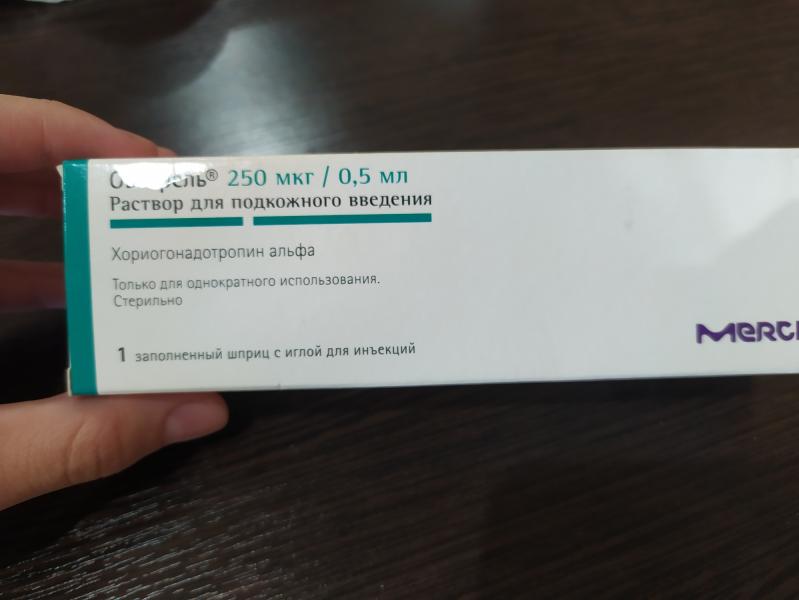 250 мкг / 0,5 мл
Раствор для подкожного введения
Хориогонадотропин альфа
Только для однократного использования.
Стерильно
1 заполненный шприц с иглой для инъекций